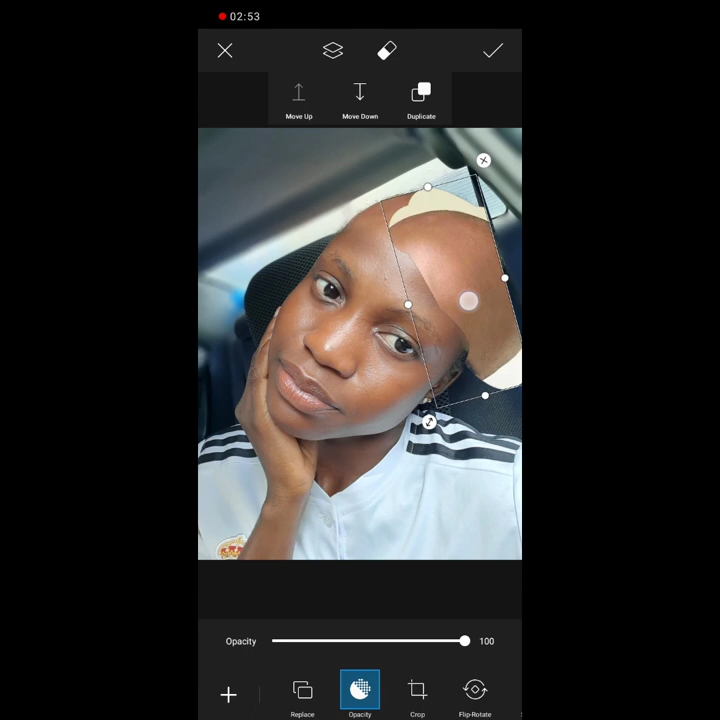 02:53
Move Up Move Down Duplicate
Opacity 100
Replace Opacity Crop Flip-Rotate